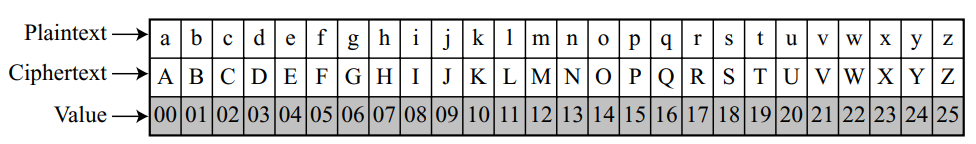 Plaintext a b c d e f g h i j k l m n o p q r s t u v w x y z
Ciphertext A B C D E F G H I J K L M N O P Q R S T U V W X Y Z
Value 00 01 02 03 04 05 06 07 08 09 10 11 12 13 14 15 16 17 18 19 20 21 22 23 24 25